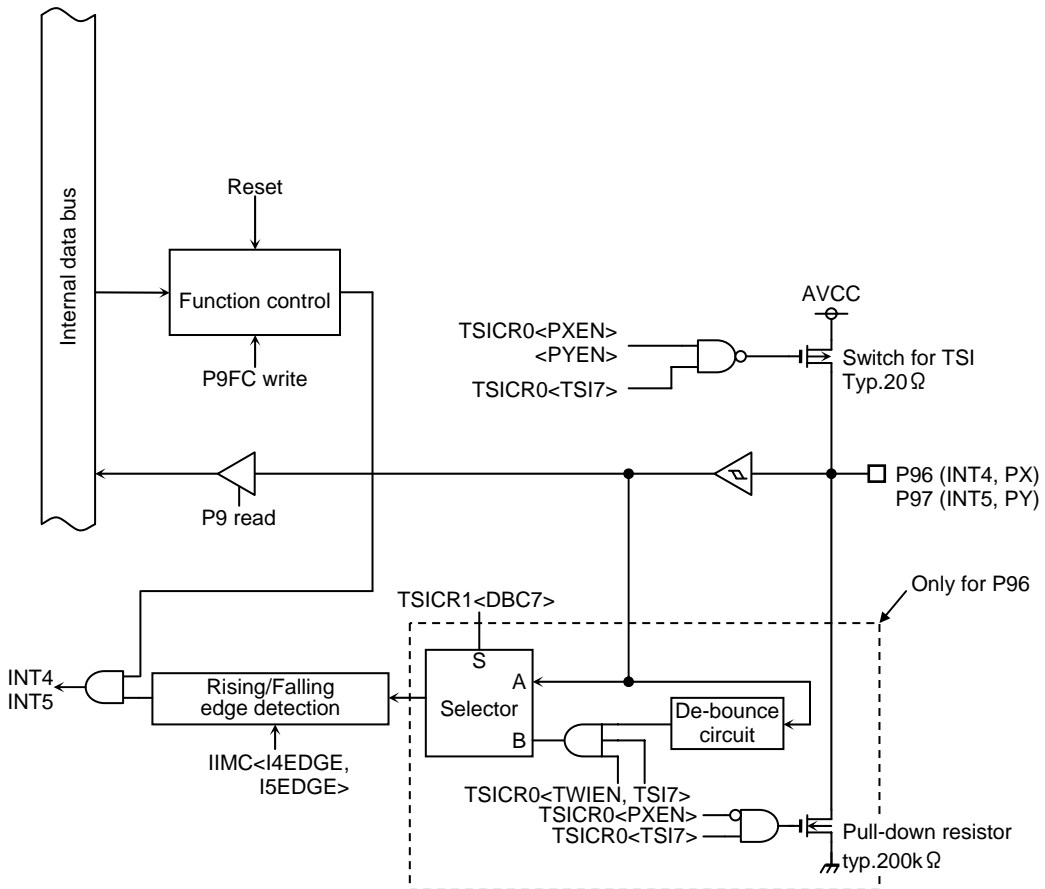 Internal data bus
Reset
Function control
P9FC write
AVCC
TSICR0<PXEN>
<PYEN>
TSICR0<TSI7>
Switch for TSI
Typ.20 Ω
P9 read
P96 (INT4, PX)
P97 (INT5, PY)
Only for P96
TSICR1<DBC7>
S
A
Selector
B
De-bounce
circuit
INT4
INT5
Rising/Falling
edge detection
IIMC<I4EDGE,
I5EDGE>
TSICR0<TWIEN, TSI7>
TSICR0<PXEN>
TSICR0<TSI7>
Pull-down resistor
typ.200k Ω